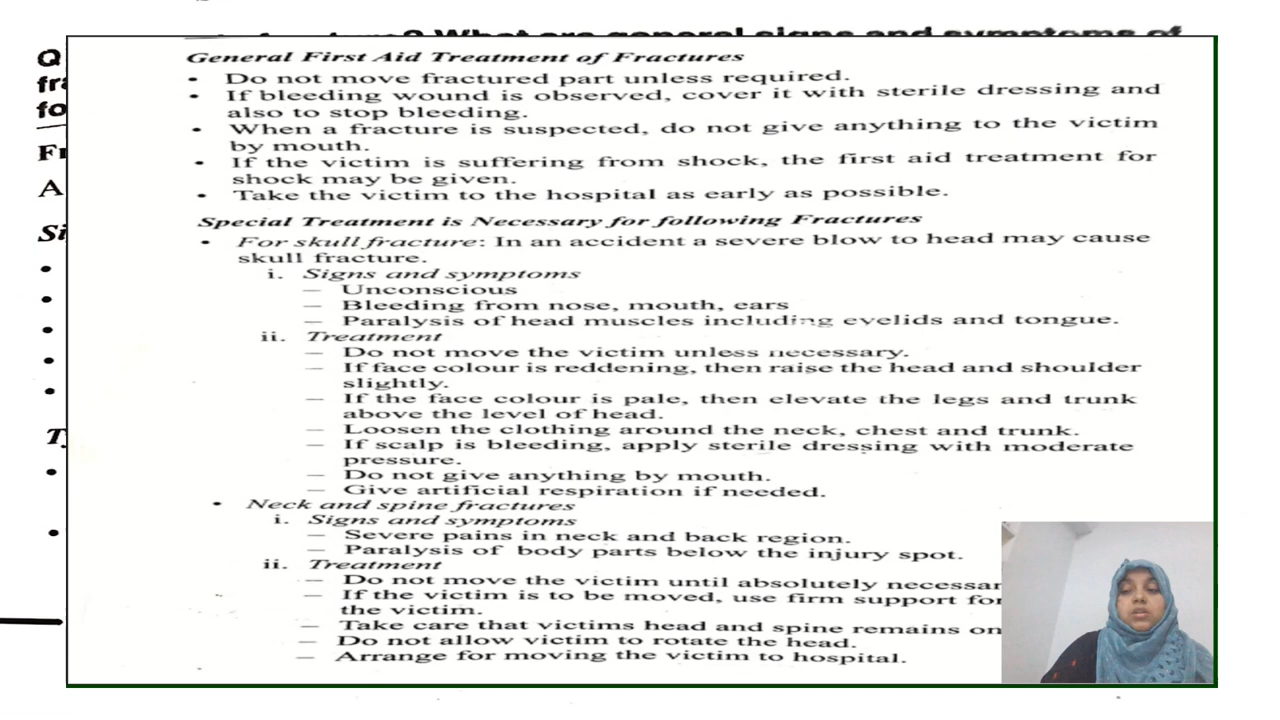 What are general signs and symptoms of
Q
fra
fo
General First Aid Treatment of Fractures
• Do not move fractured part unless required.
• If bleeding wound is observed, cover it with sterile dressing and
also to stop bleeding.
• When a fracture is suspected, do not give anything to the victim
by mouth.
• If the victim is suffering from shock, the first aid treatment for
shock may be given.
• Take the victim to the hospital as early as possible.
Special Treatment is Necessary for following Fractures
• For skull fracture: In an accident a severe blow to head may cause
skull fracture.
i. Signs and symptoms
— Unconscious
— Bleeding from nose, mouth, ears
— Paralysis of head muscles including eyelids and tongue.
ii. Treatment
— Do not move the victim unless necessary.
— If face colour is reddening, then raise the head and shoulder
slightly.
— If the face colour is pale, then elevate the legs and trunk
above the level of head.
— Loosen the clothing around the neck, chest and trunk.
— If scalp is bleeding, apply sterile dressing with moderate
pressure.
— Do not give anything by mouth.
— Give artificial respiration if needed.
• Neck and spine fractures
i. Signs and symptoms
— Severe pains in neck and back region.
— Paralysis of body parts below the injury spot.
ii. Treatment
— Do not move the victim until absolutely necessar
— If the victim is to be moved, use firm support for
the victim.
— Take care that victims head and spine remains on
— Do not allow victim to rotate the head.
— Arrange for moving the victim to hospital.